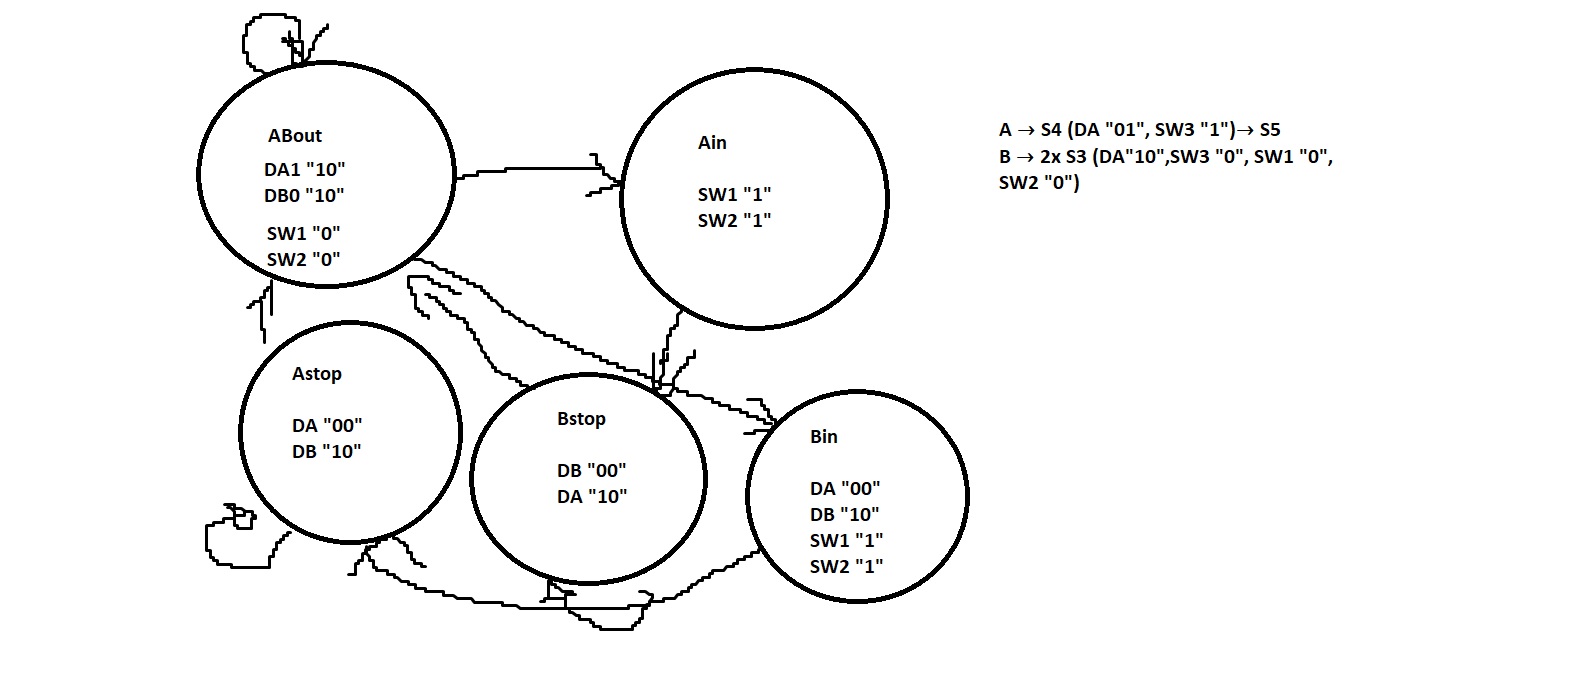 ABout
DA1 "10"
DB0 "10"
SW1 "0"
SW2 "0"
Ain
SW1 "1"
SW2 "1"
A → S4 (DA "01", SW3 "1")→ S5
B → 2x S3 (DA"10",SW3 "0", SW1 "0",
SW2 "0")
Astop
DA "00"
DB "10"
Bstop
DB "00"
DA "10"
Bin
DA "00"
DB "10"
SW1 "1"
SW2 "1"